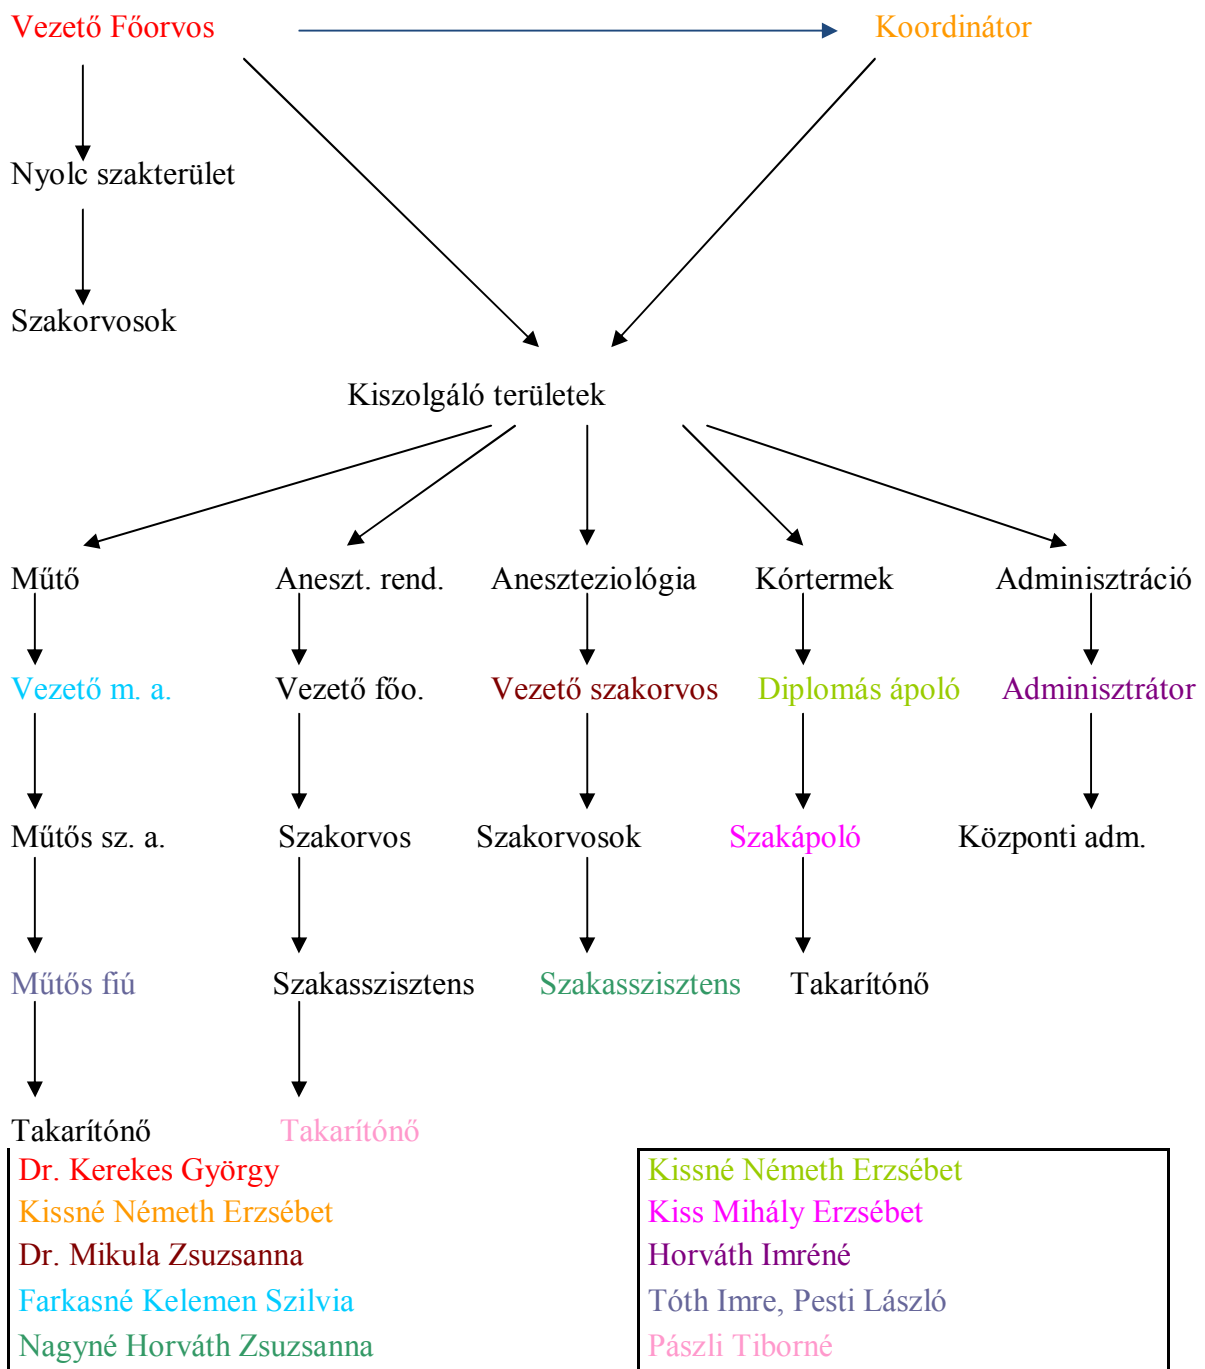 Vezető Főorvos Koordinátor
Nyolc szakterület
Szakorvosok
Kiszolgáló területek
Műtő Aneszt. rend. Aneszteziológia Kórtermek Adminisztráció
Vezető m. a. Vezető főo. Vezető szakorvos Diplomás ápoló Adminisztrátor
Műtős sz. a. Szakorvos Szakorvosok Szakápoló Központi adm.
Műtős fiú Szakasszisztens Szakasszisztens Takarítónő
Takarítónő Takarítónő
Dr. Kerekes György
Kissné Németh Erzsébet
Dr. Mikula Zsuzsanna
Farkasné Kelemen Szilvia
Nagyné Horváth Zsuzsanna
Kissné Németh Erzsébet
Kiss Mihály Erzsébet
Horváth Imréné
Tóth Imre, Pesti László
Pászli Tiborné